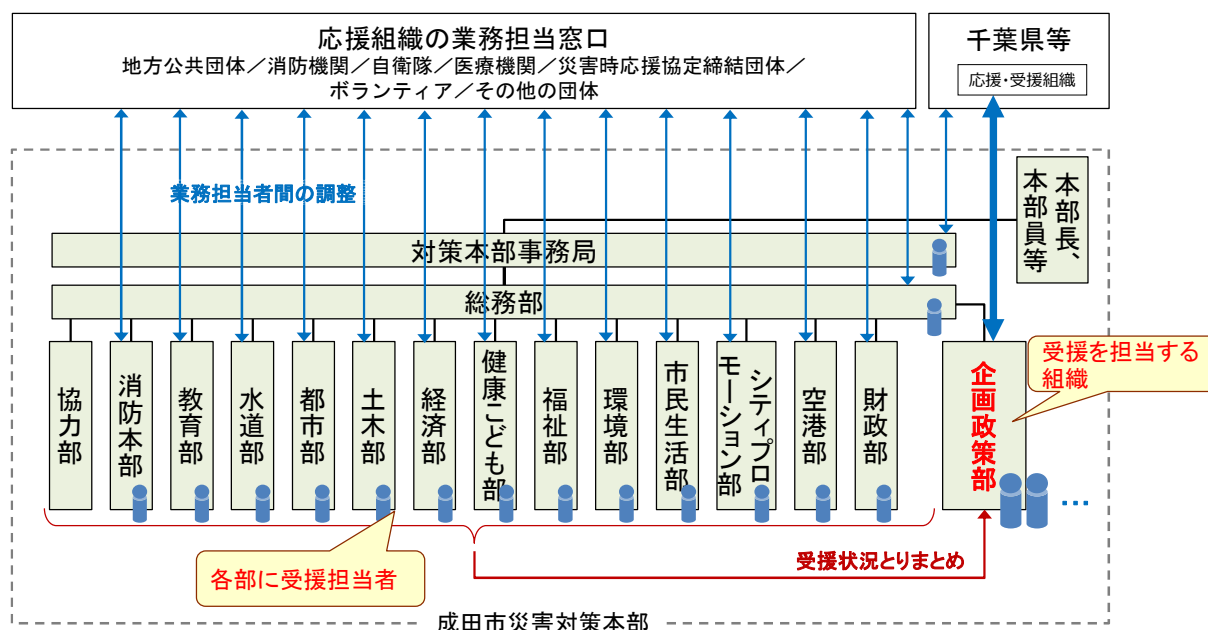 応援組織の業務担当窓口
地方公共団体／消防機関／自衛隊／医療機関／災害時応援協定締結団体／
ボランティア／その他の団体
千葉県等
応援・受援組織
業務担当者間の調整
本部長、
本部員等
対策本部事務局
総務部
協力部
消防本部
教育部
水道部
都市部
土木部
経済部
健康こども部
福祉部
環境部
市民生活部
シティプロ
モーション部
空港部
財政部
企画政策部
受援を担当する
組織
…
各部に受援担当者
受援状況とりまとめ
成田市災害対策本部